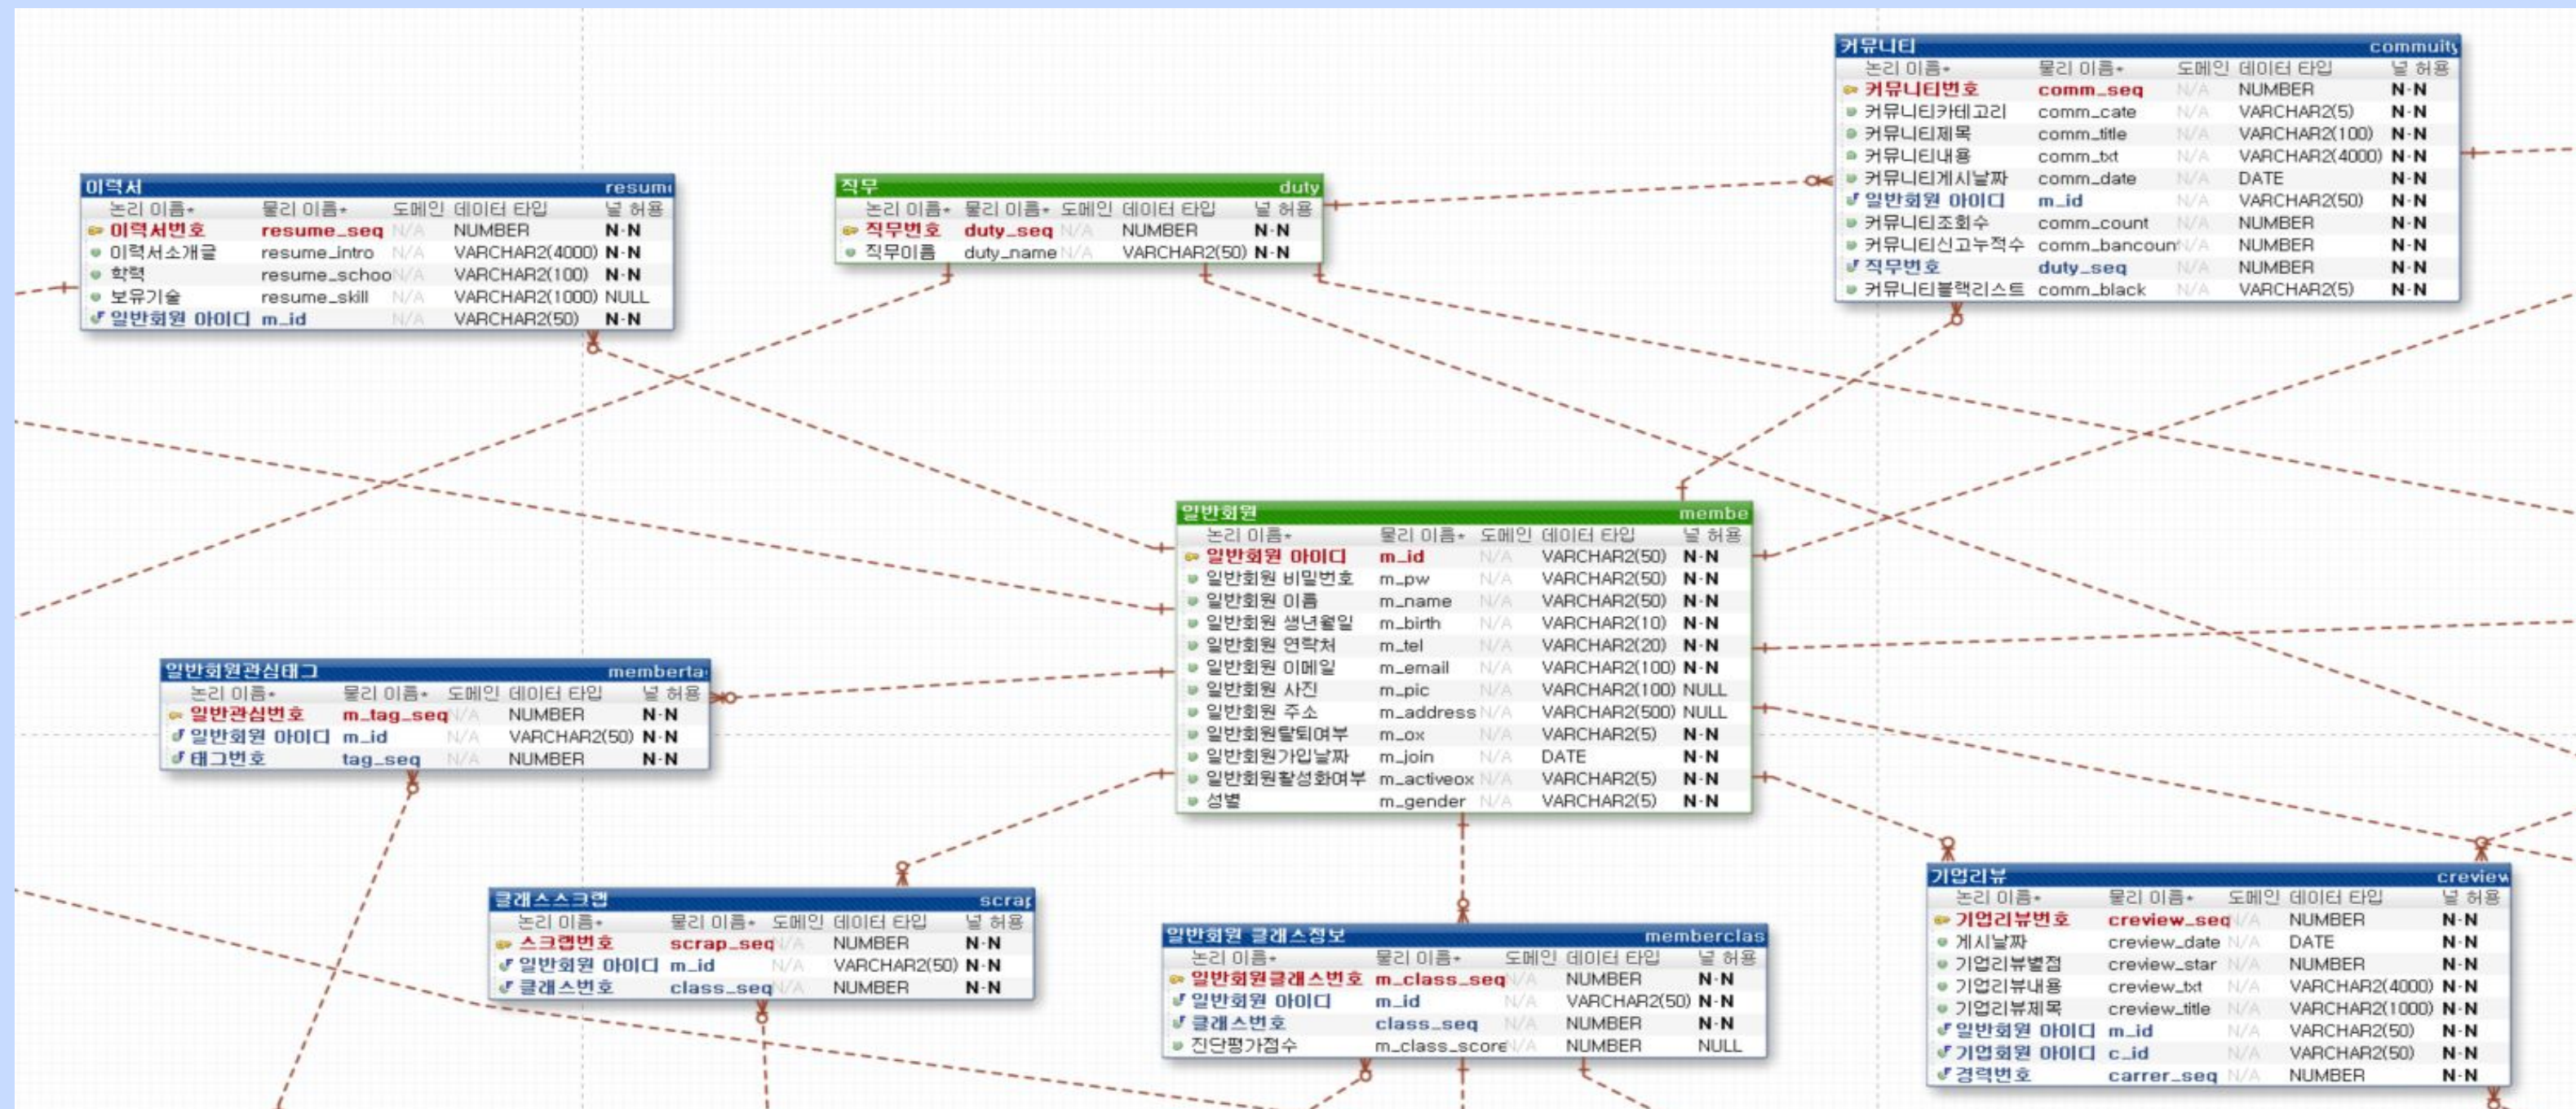 커뮤니티 commuity
논리 이름* 물리 이름* 도메인 데이터 타입 널 허용
커뮤니티번호 comm_seq N/A NUMBER N-N
커뮤니티카테고리 comm_cate N/A VARCHAR2(5) N-N
커뮤니티제목 comm_title N/A VARCHAR2(100) N-N
커뮤니티내용 comm_txt N/A VARCHAR2(4000) N-N
커뮤니티게시날짜 comm_date N/A DATE N-N
일반회원 아이디 m_id N/A VARCHAR2(50) N-N
커뮤니티조회수 comm_count N/A NUMBER N-N
커뮤니티신고누적수 comm_bancoun N/A NUMBER N-N
직무번호 duty_seq N/A NUMBER N-N
커뮤니티블랙리스트 comm_black N/A VARCHAR2(5) N-N
이력서 resume
논리 이름* 물리 이름* 도메인 데이터 타입 널 허용
이력서번호 resume_seq N/A NUMBER N-N
이력서소개글 resume_intro N/A VARCHAR2(4000) N-N
학력 resume_schoo N/A VARCHAR2(100) N-N
보유기술 resume_skill N/A VARCHAR2(1000) NULL
일반회원 아이디 m_id N/A VARCHAR2(50) N-N
직무 duty
논리 이름* 물리 이름* 도메인 데이터 타입 널 허용
직무번호 duty_seq N/A NUMBER N-N
직무이름 duty_name N/A VARCHAR2(50) N-N
일반회원 membe
논리 이름* 물리 이름* 도메인 데이터 타입 널 허용
일반회원 아이디 m_id N/A VARCHAR2(50) N-N
일반회원 비밀번호 m_pw N/A VARCHAR2(50) N-N
일반회원 이름 m_name N/A VARCHAR2(50) N-N
일반회원 생년월일 m_birth N/A VARCHAR2(10) N-N
일반회원 연락처 m_tel N/A VARCHAR2(20) N-N
일반회원 이메일 m_email N/A VARCHAR2(100) N-N
일반회원 사진 m_pic N/A VARCHAR2(100) NULL
일반회원 주소 m_address N/A VARCHAR2(500) NULL
일반회원탈퇴여부 m_ox N/A VARCHAR2(5) N-N
일반회원가입날짜 m_join N/A DATE N-N
일반회원활성화여부 m_activeox N/A VARCHAR2(5) N-N
성별 m_gender N/A VARCHAR2(5) N-N
일반회원관심태그 memberta
논리 이름* 물리 이름* 도메인 데이터 타입 널 허용
일반관심번호 m_tag_seq N/A NUMBER N-N
일반회원 아이디 m_id N/A VARCHAR2(50) N-N
태그번호 tag_seq N/A NUMBER N-N
클래스스크랩 scrap
논리 이름* 물리 이름* 도메인 데이터 타입 널 허용
스크랩번호 scrap_seq N/A NUMBER N-N
일반회원 아이디 m_id N/A VARCHAR2(50) N-N
클래스번호 class_seq N/A NUMBER N-N
일반회원 클래스정보 memberclas
논리 이름* 물리 이름* 도메인 데이터 타입 널 허용
일반회원클래스번호 m_class_seq N/A NUMBER N-N
일반회원 아이디 m_id N/A VARCHAR2(50) N-N
클래스번호 class_seq N/A NUMBER N-N
진단평가점수 m_class_score N/A NUMBER NULL
기업리뷰 creview
논리 이름* 물리 이름* 도메인 데이터 타입 널 허용
기업리뷰번호 creview_seq N/A NUMBER N-N
게시날짜 creview_date N/A DATE N-N
기업리뷰별점 creview_star N/A NUMBER N-N
기업리뷰내용 creview_txt N/A VARCHAR2(4000) N-N
기업리뷰제목 creview_title N/A VARCHAR2(1000) N-N
일반회원 아이디 m_id N/A VARCHAR2(50) N-N
기업회원 아이디 c_id N/A VARCHAR2(50) N-N
경력번호 carrer_seq N/A NUMBER N-N